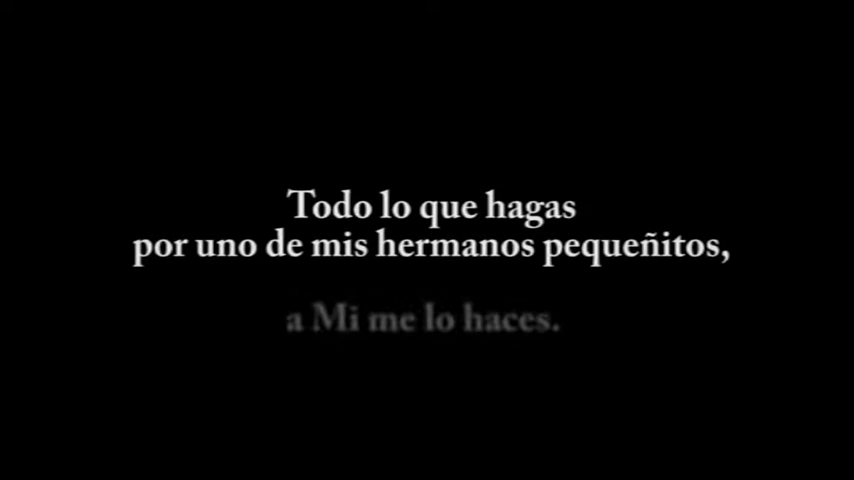 Todo lo que hagas
por uno de mis hermanos pequeñitos,
a Mi me lo haces.